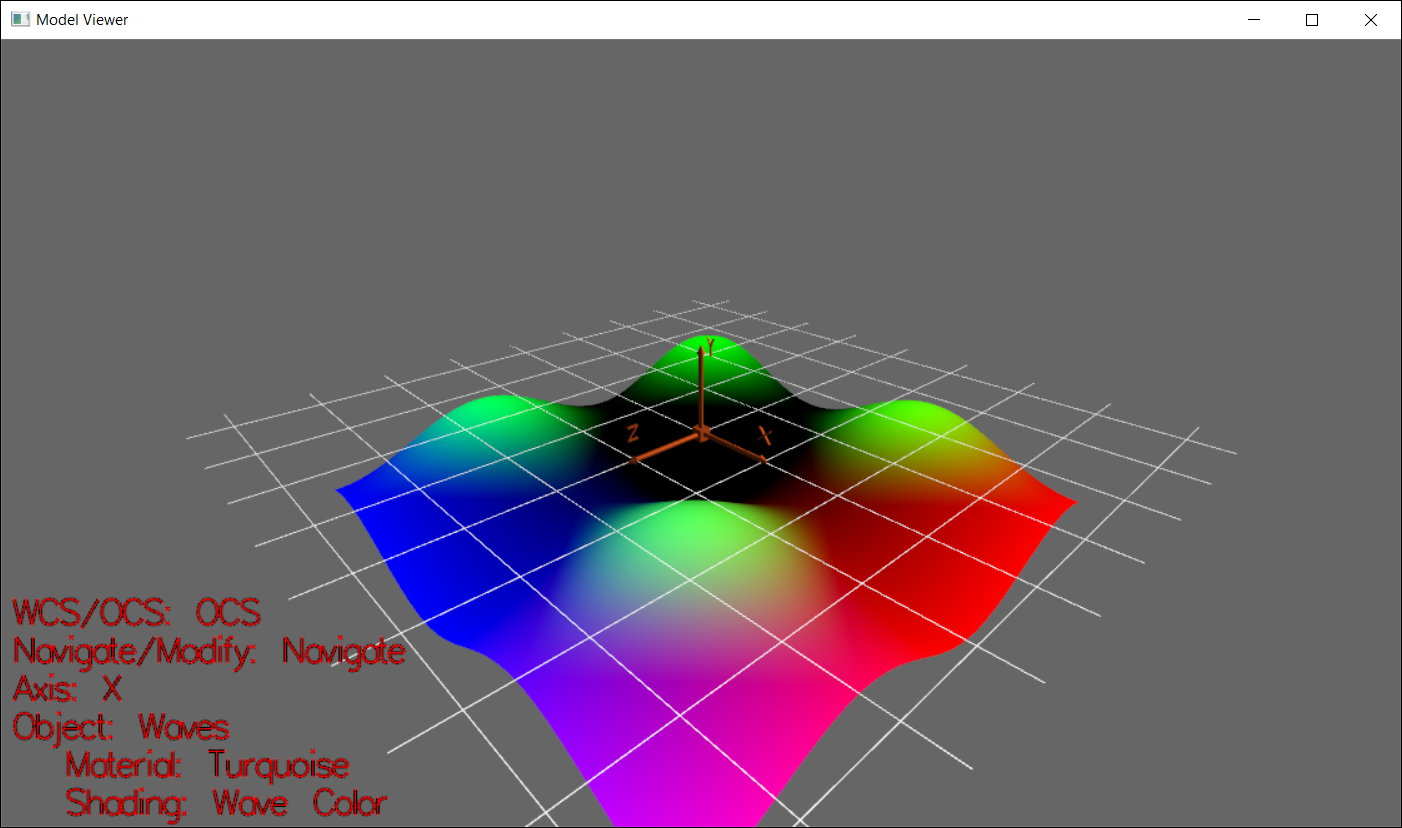 Model Viewer
Y
Z X
WCS/OCS: OCS
Navigate/Modify: Navigate
Axis: X
Object: Waves
Material: Turquoise
Shading: Wave Color